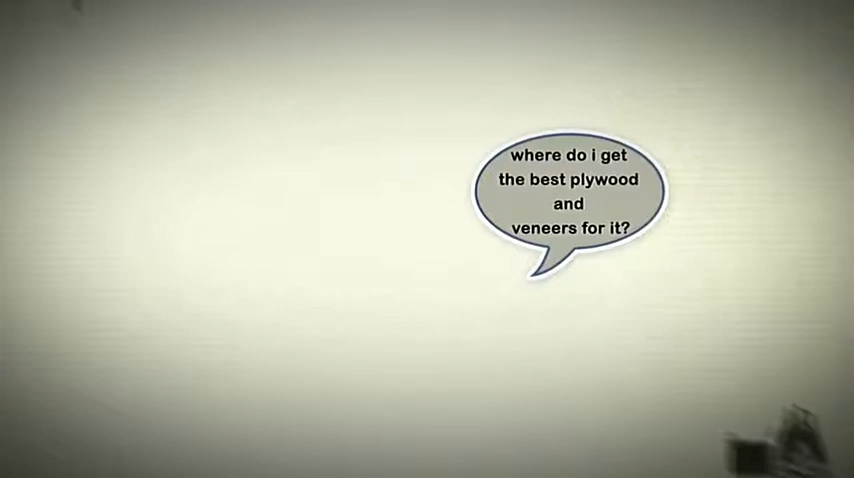 where do i get
the best plywood
and
veneers for it?